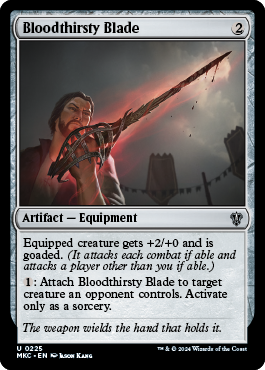 Bloodthirsty Blade 2
Artifact — Equipment
Equipped creature gets +2/+0 and is
goaded. (It attacks each combat if able and
attacks a player other than you if able.)
1: Attach Bloodthirsty Blade to target
creature an opponent controls. Activate
only as a sorcery.
The weapon wields the hand that holds it.
U 0225
MKC • EN Jason Kang
™ & © 2024 Wizards of the Coast